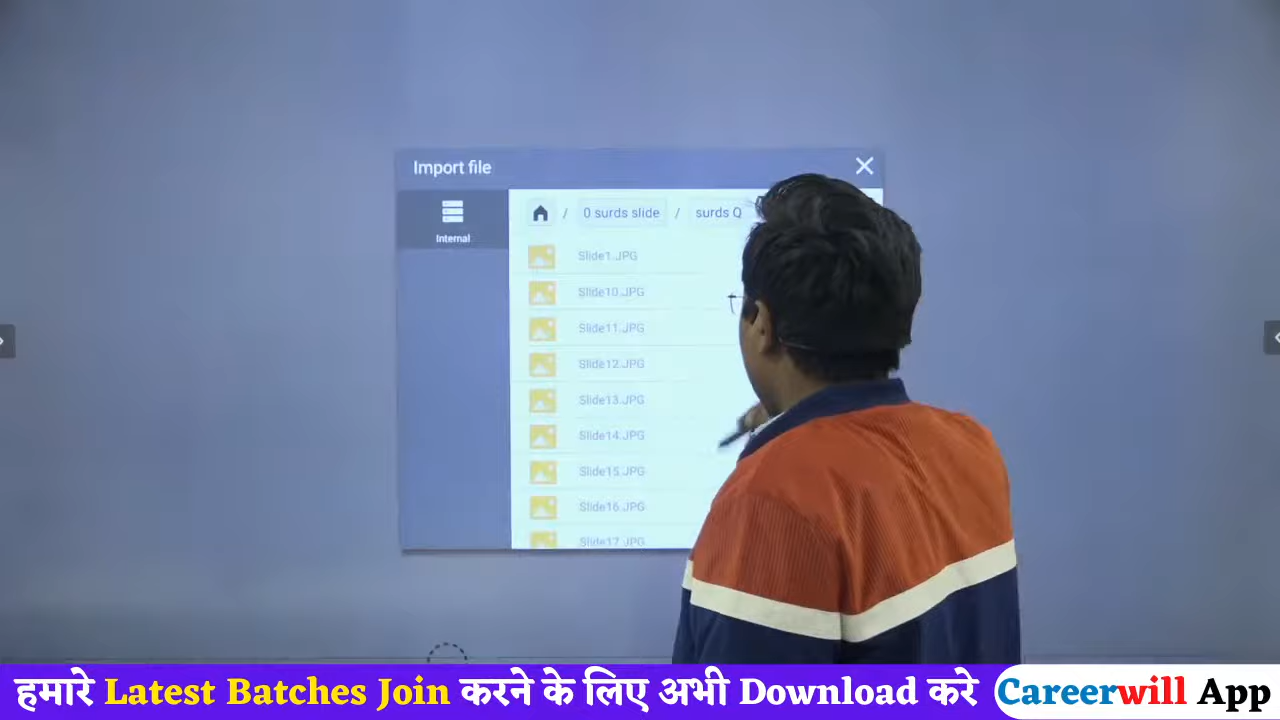 Import file
Internal
/ 0 surds slide / surds Q
Slide1.JPG
Slide10.JPG
Slide11.JPG
Slide12.JPG
Slide13.JPG
Slide14.JPG
Slide15.JPG
Slide16.JPG
Slide17.JPG
हमारे Latest Batches Join करने के लिए अभी Download करे Careerwill App